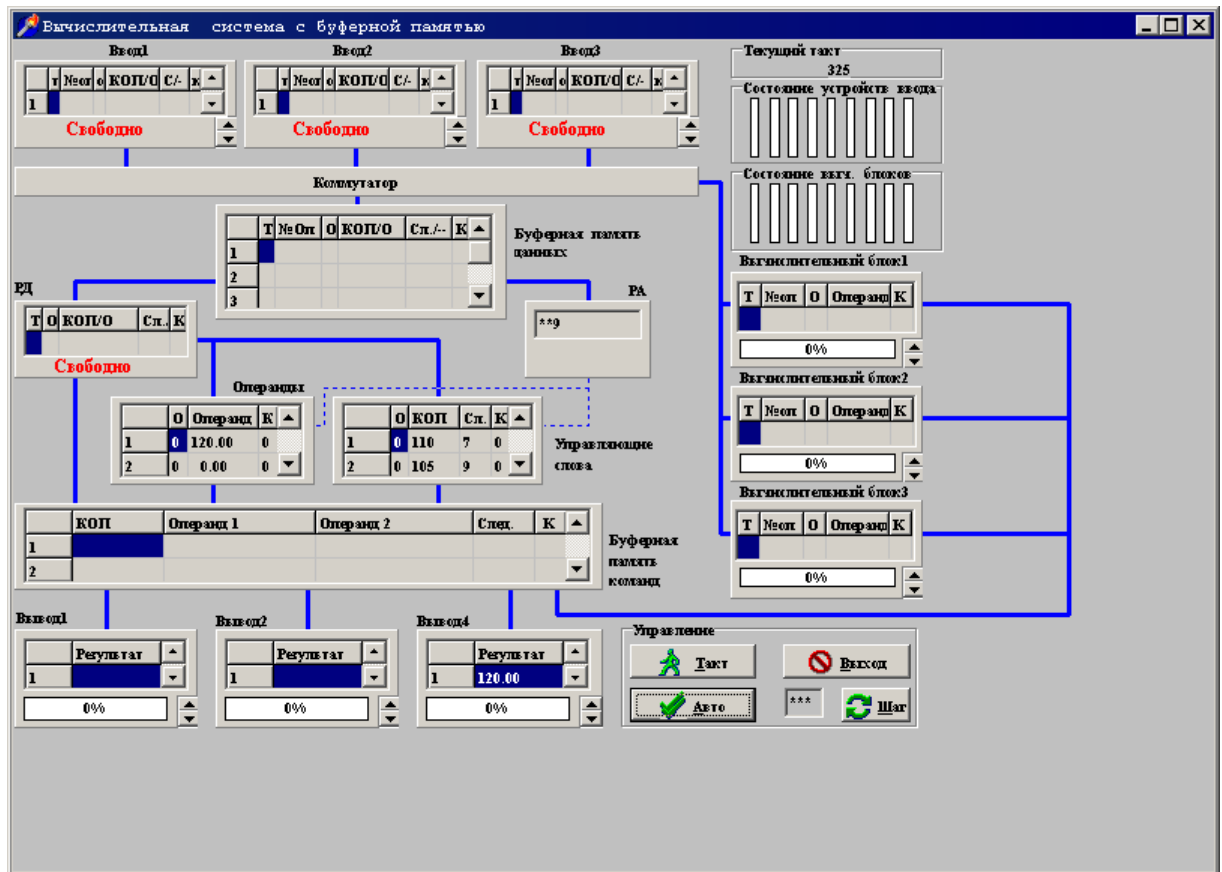 Вычислительная система с буферной памятью
Ввод1 Ввод2 Ввод3
т №оп о КОП/О С/- к
1
Свободно
т №оп о КОП/О С/- к
1
Свободно
т №оп о КОП/О С/- к
1
Свободно
Текущий такт
325
Состояние устройств ввода
Состояние выч. блоков
Коммутатор
Т №Оп О КОП/О Сл./-- К
1
2
3
Буферная память
данных
РД
Т О КОП/О Сл. К
Свободно
РА
**9
Операнды
О Операнд К
1 0 120.00 0
2 0 0.00 0
О КОП Сл. К
1 0 110 7 0
2 0 105 9 0
Управляющие
слова
КОП Операнд 1 Операнд 2 След. К
1
2
Буферная
память
команд
Вычислительный блок1
Т №оп О Операнд К
0%
Вычислительный блок2
Т №оп О Операнд К
0%
Вычислительный блок3
Т №оп О Операнд К
0%
Вывод1
Результат
1
0%
Вывод2
Результат
1
0%
Вывод4
Результат
1 120.00
0%
Управление
Такт Выход
Авто *** Шаг